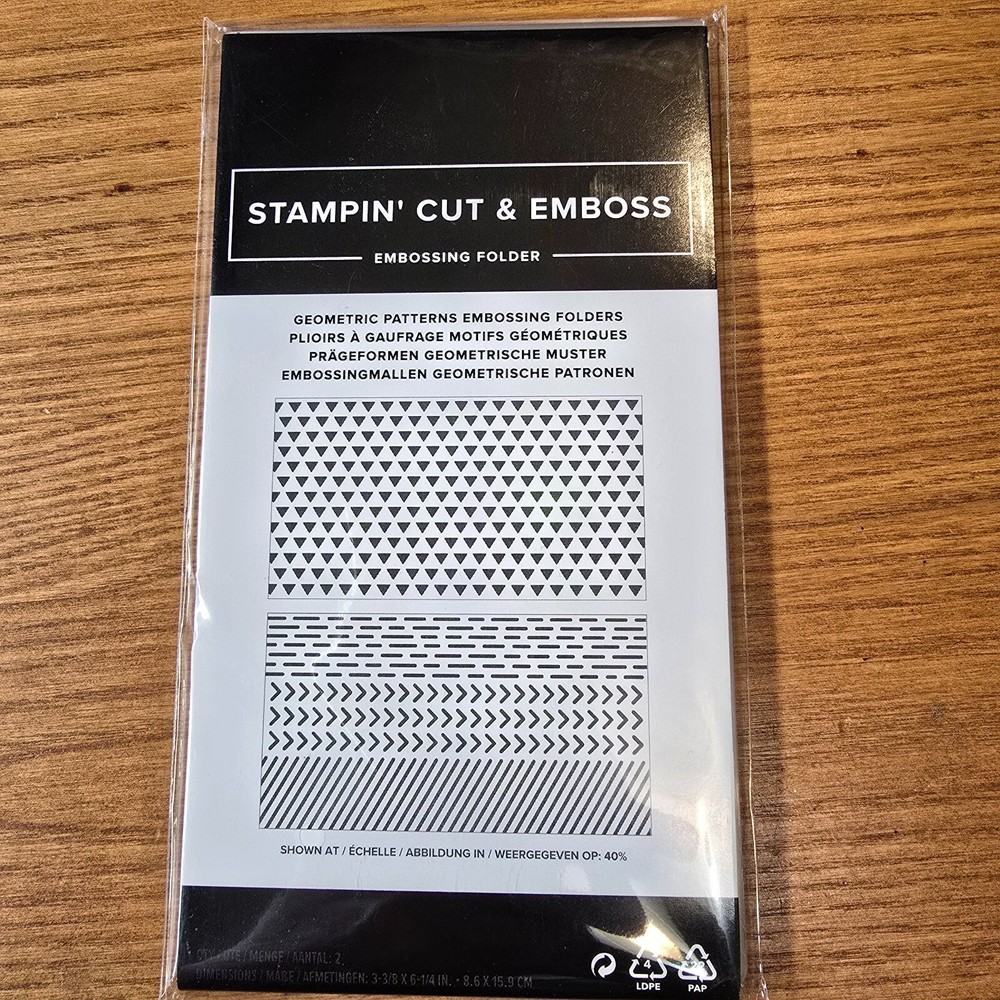 STAMPIN' CUT & EMBOSS
EMBOSSING FOLDER
GEOMETRIC PATTERNS EMBOSSING FOLDERS
PLIOIRS À GAUFRAGE MOTIFS GÉOMÉTRIQUES
PRÄGEFORMEN GEOMETRISCHE MUSTER
EMBOSSINGMALLEN GEOMETRISCHE PATRONEN
SHOWN AT / ÉCHELLE / ABBILDUNG IN / WEERGEGEVEN OP: 40%
QTY / QTÉ / MENGE / AANTAL: 2
DIMENSIONS / MAßE / AFMETINGEN: 3-3/8 X 6-1/4 IN. • 8.6 X 15.9 CM
4
LDPE
PAP